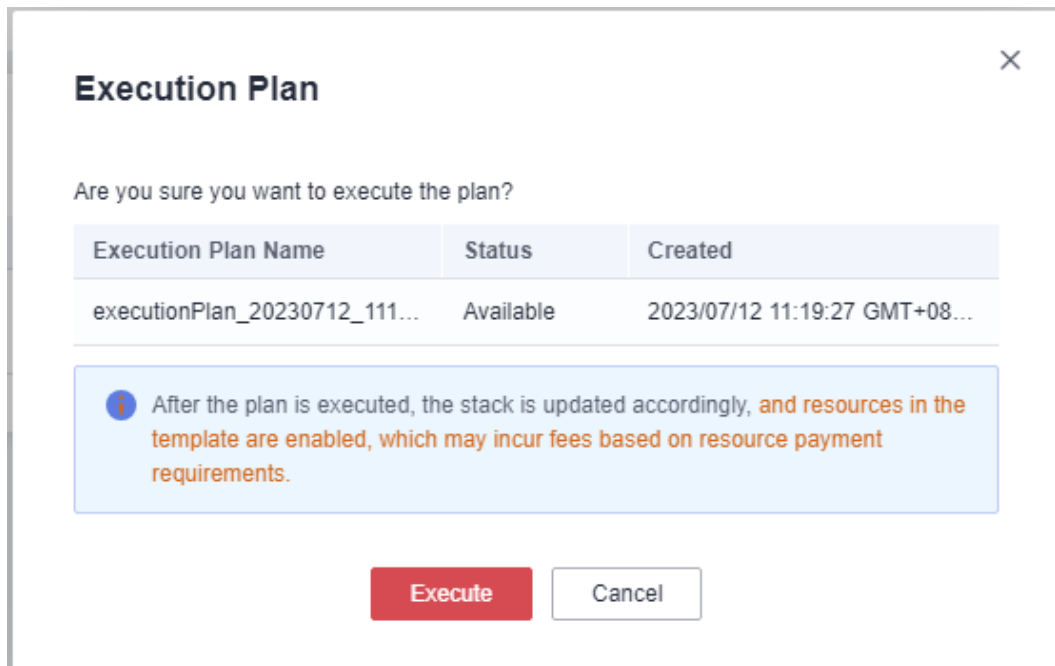 Execution Plan
Are you sure you want to execute the plan?
Execution Plan Name Status Created
executionPlan_20230712_111... Available 2023/07/12 11:19:27 GMT+08...
After the plan is executed, the stack is updated accordingly, and resources in the
template are enabled, which may incur fees based on resource payment
requirements.
Execute Cancel